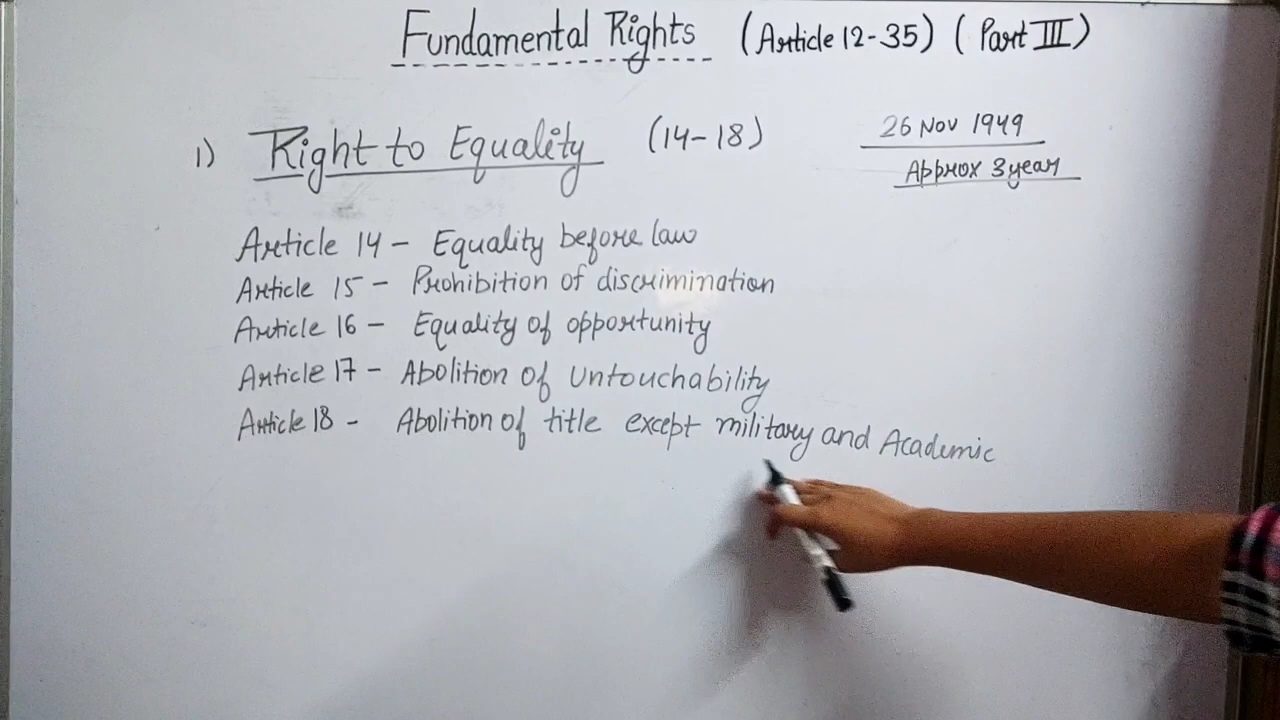 Fundamental Rights (Article 12-35) (Part III)
1) Right to Equality (14-18)
26 Nov 1949
Approx 3 year
Article 14 - Equality before law
Article 15 - Prohibition of discrimination
Article 16 - Equality of opportunity
Article 17 - Abolition of Untouchability
Article 18 - Abolition of title except military and Academic